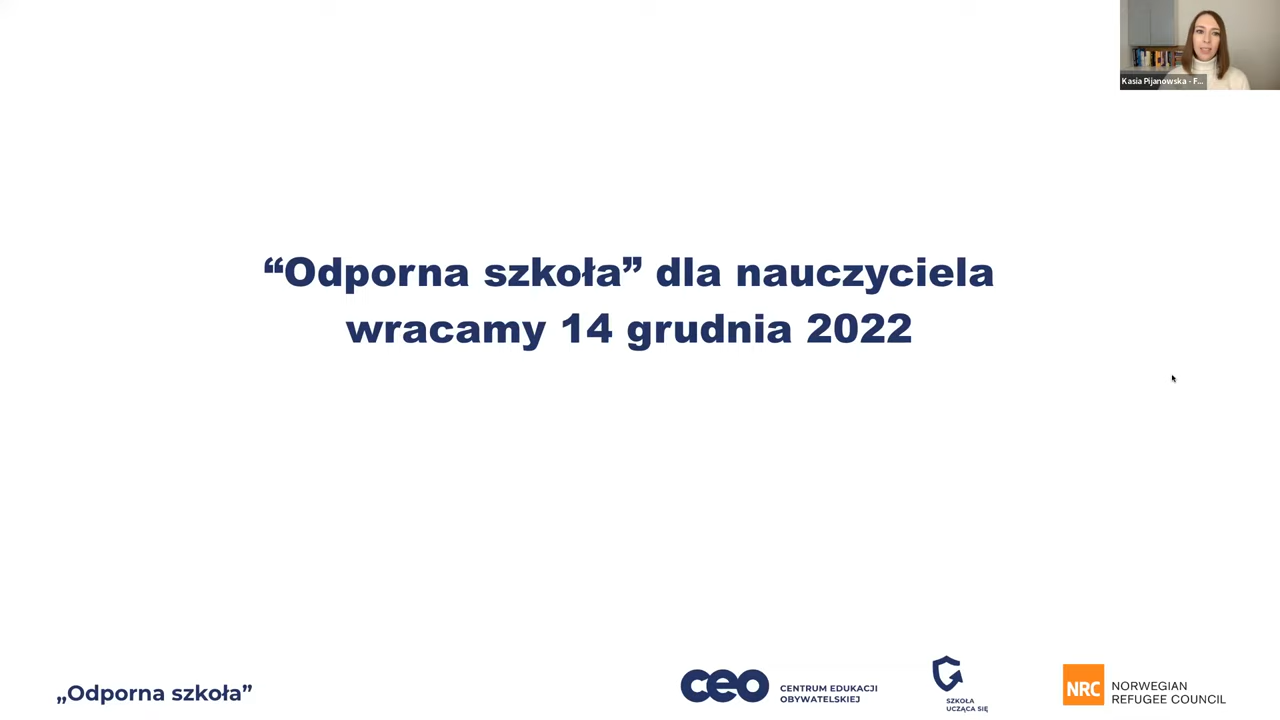 Kasia Pijanowska - F...
“Odporna szkoła” dla nauczyciela
wracamy 14 grudnia 2022
„Odporna szkoła”
ceo
CENTRUM EDUKACJI
OBYWATELSKIEJ
SZKOŁA
UCZĄCA SIĘ
NRC
NORWEGIAN
REFUGEE COUNCIL